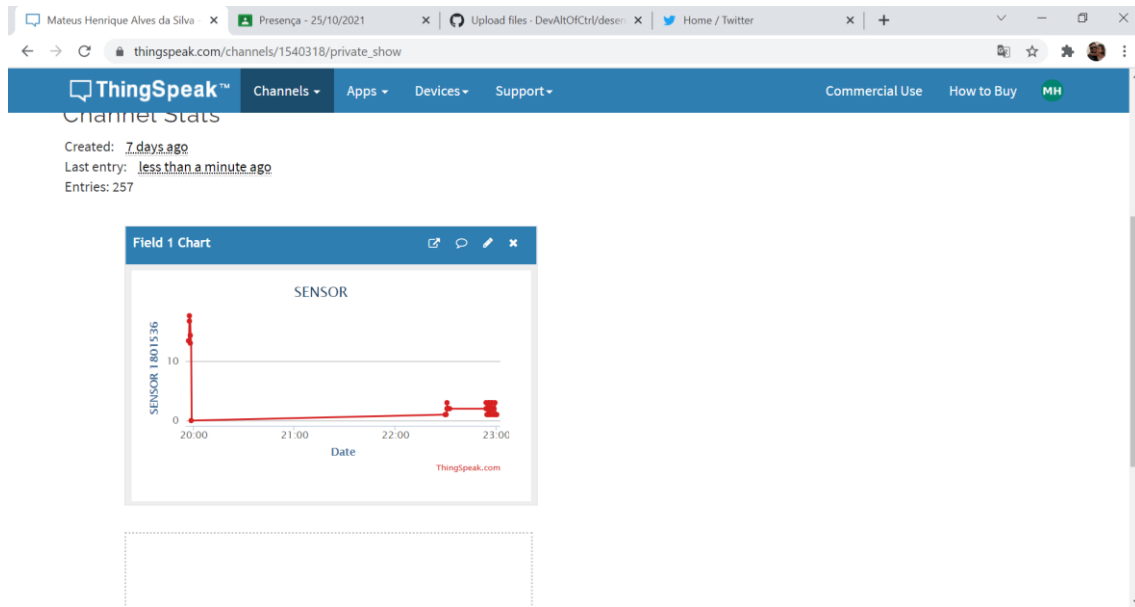 Mateus Henrique Alves da Silva -
Presença - 25/10/2021
Upload files · DevAltOfCtrl/desen
Home / Twitter
thingspeak.com/channels/1540318/private_show
ThingSpeak™ Channels Apps Devices Support Commercial Use How to Buy MH
Channel Stats
Created: 7 days ago
Last entry: less than a minute ago
Entries: 257
Field 1 Chart
SENSOR
SENSOR 1801536
10
0
20:00 21:00 22:00 23:00
Date
ThingSpeak.com